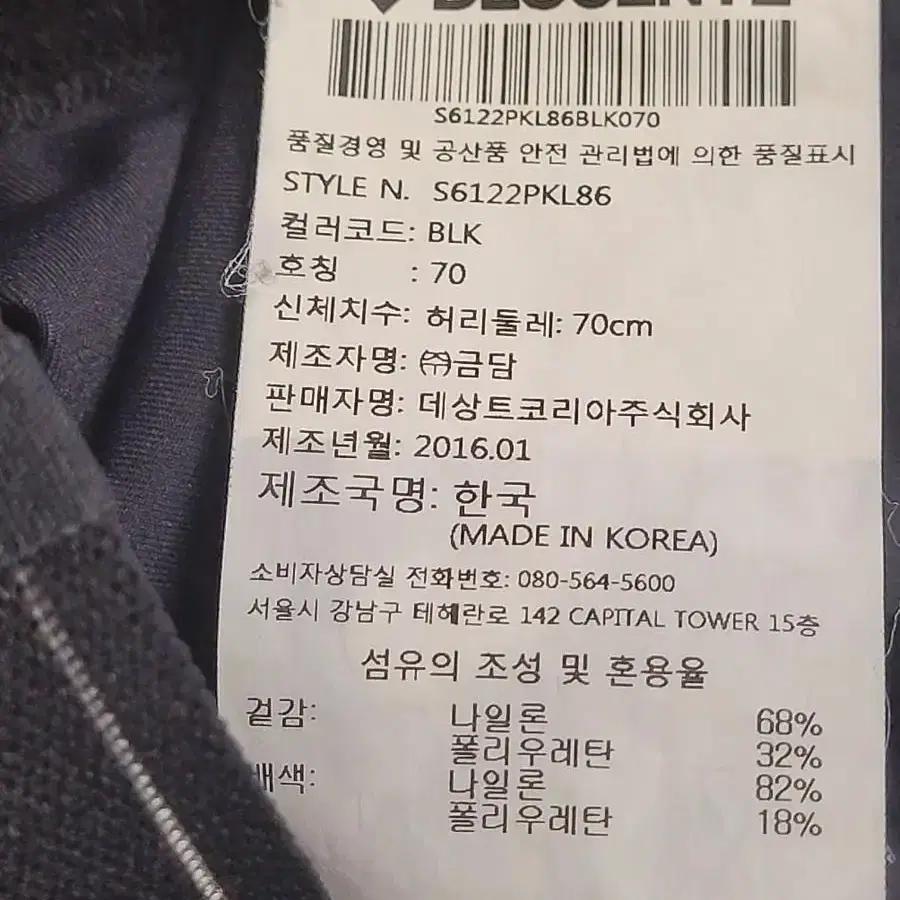 DESCENTE
S6122PKL86BLK070
품질경영 및 공산품 안전 관리법에 의한 품질표시
STYLE N. S6122PKL86
컬러코드: BLK
호칭 : 70
신체치수: 허리둘레: 70cm
제조자명: ㈜금담
판매자명: 데상트코리아주식회사
제조년월: 2016.01
제조국명: 한국
(MADE IN KOREA)
소비자상담실 전화번호: 080-564-5600
서울시 강남구 테헤란로 142 CAPITAL TOWER 15층
섬유의 조성 및 혼용율
겉감: 나일론 68%
폴리우레탄 32%
배색: 나일론 82%
폴리우레탄 18%